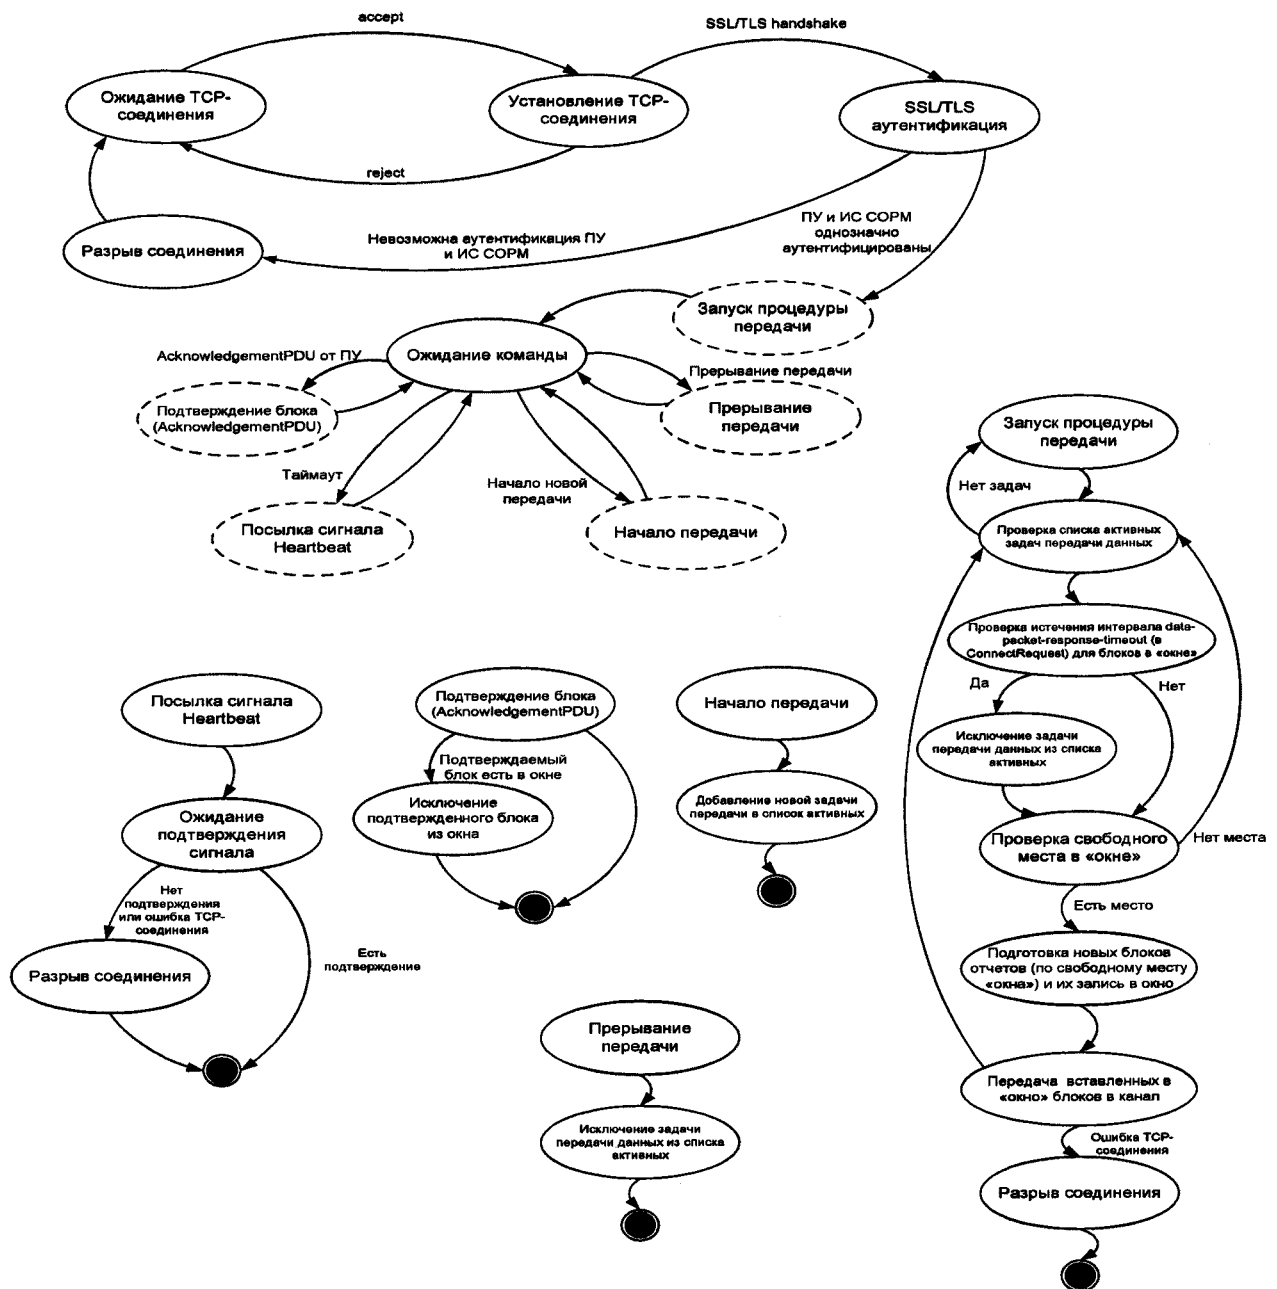 accept
SSL/TLS handshake
Ожидание TCP-
соединения
Установление TCP-
соединения
SSL/TLS
аутентификация
reject
Разрыв соединения
Невозможна аутентификация ПУ
и ИС СОРМ
ПУ и ИС СОРМ
однозначно
аутентифицированы
Запуск процедуры
передачи
Ожидание команды
AcknowledgementPDU от ПУ
Прерывание передачи
Подтверждение блока
(AcknowledgementPDU)
Прерывание
передачи
Таймаут
Начало новой
передачи
Посылка сигнала
Heartbeat
Начало передачи
Запуск процедуры
передачи
Нет задач
Проверка списка активных
задач передачи данных
Проверка истечения интервала data-
packet-response-timeout (в
ConnectRequest) для блоков в «окне»
Да
Нет
Исключение задачи
передачи данных из списка
активных
Проверка свободного
места в «окне»
Нет места
Есть место
Подготовка новых блоков
отчетов (по свободному месту
«окна») и их запись в окно
Передача вставленных в
«окно» блоков в канал
Ошибка TCP-
соединения
Разрыв соединения
Посылка сигнала
Heartbeat
Ожидание
подтверждения
сигнала
Нет
подтверждения
или ошибка TCP-
соединения
Есть
подтверждение
Разрыв соединения
Подтверждение блока
(AcknowledgementPDU)
Подтверждаемый
блок есть в окне
Исключение
подтвержденного блока
из окна
Начало передачи
Добавление новой задачи
передачи в список активных
Прерывание
передачи
Исключение задачи
передачи данных из списка
активных